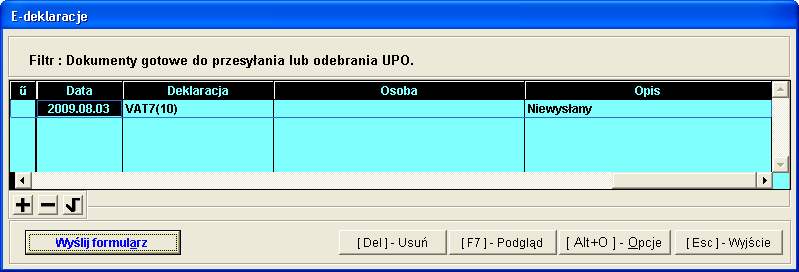 E-deklaracje
Filtr : Dokumenty gotowe do przesyłania lub odebrania UPO.
ű Data Deklaracja Osoba Opis
2009.08.03 VAT7(10) Niewysłany
Wyślij formularz [ Del ] - Usuń [ F7 ] - Podgląd [ Alt+O ] - Opcje [ Esc ] - Wyjście